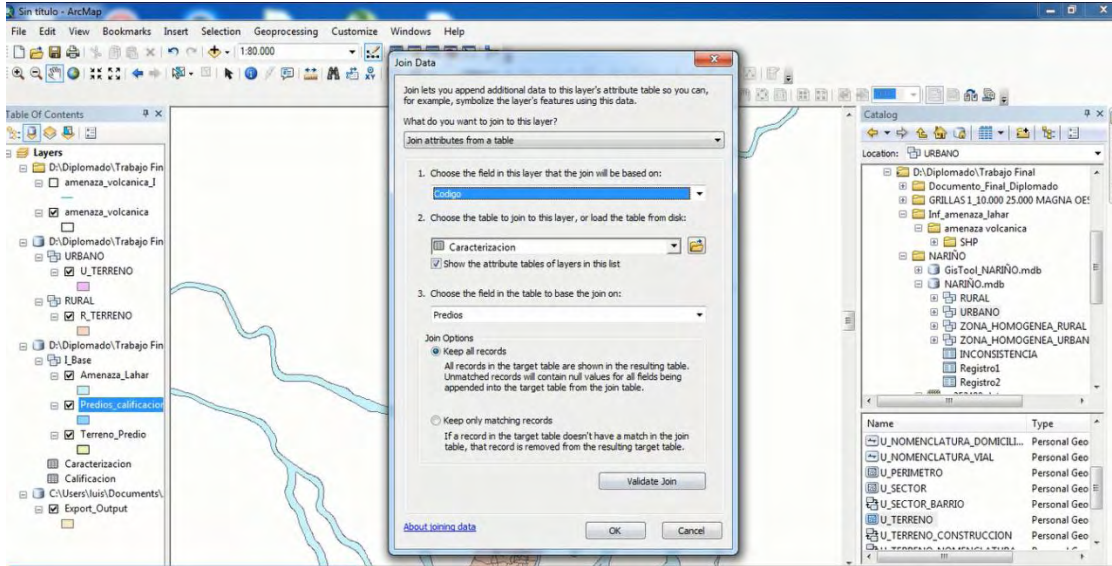 Sin título - ArcMap
File Edit View Bookmarks Insert Selection Geoprocessing Customize Windows Help
1:80.000
Table Of Contents
Layers
D:\Diplomado\Trabajo Fin
amenaza_volcanica_I
amenaza_volcanica
D:\Diplomado\Trabajo Fin
URBANO
U_TERRENO
RURAL
R_TERRENO
D:\Diplomado\Trabajo Fin
I_Base
Amenaza_Lahar
Predios_calificacion
Terreno_Predio
Caracterizacion
Calificacion
C:\Users\luis\Documents\
Export_Output
Join Data
Join lets you append additional data to this layer's attribute table so you can,
for example, symbolize the layer's features using this data.
What do you want to join to this layer?
Join attributes from a table
1. Choose the field in this layer that the join will be based on:
Codigo
2. Choose the table to join to this layer, or load the table from disk:
Caracterizacion
Show the attribute tables of layers in this list
3. Choose the field in the table to base the join on:
Predios
Join Options
Keep all records
All records in the target table are shown in the resulting table.
Unmatched records will contain null values for all fields being
appended into the target table from the join table.
Keep only matching records
If a record in the target table doesn't have a match in the join
table, that record is removed from the resulting target table.
Validate Join
About joining data
OK
Cancel
Catalog
Location: URBANO
D:\Diplomado\Trabajo Final
Documento_Final_Diplomado
GRILLAS 1_10.000 25.000 MAGNA OES
Inf_amenaza_lahar
amenaza volcanica
SHP
NARIÑO
GisTool_NARIÑO.mdb
NARIÑO.mdb
RURAL
URBANO
ZONA_HOMOGENEA_RURAL
ZONA_HOMOGENEA_URBAN
INCONSISTENCIA
Registro1
Registro2
Name Type
U_NOMENCLATURA_DOMICILI... Personal Geo
U_NOMENCLATURA_VIAL Personal Geo
U_PERIMETRO Personal Geo
U_SECTOR Personal Geo
U_SECTOR_BARRIO Personal Geo
U_TERRENO Personal Geo
U_TERRENO_CONSTRUCCION Personal Geo